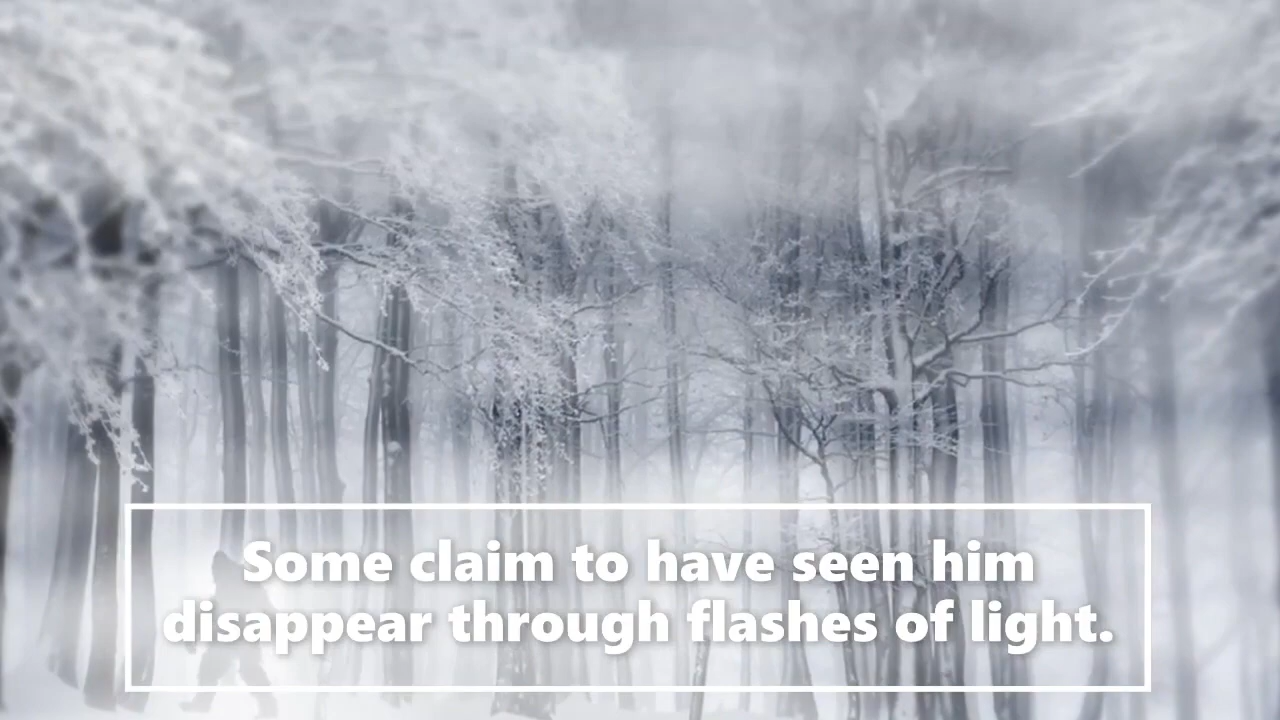 Some claim to have seen him
disappear through flashes of light.